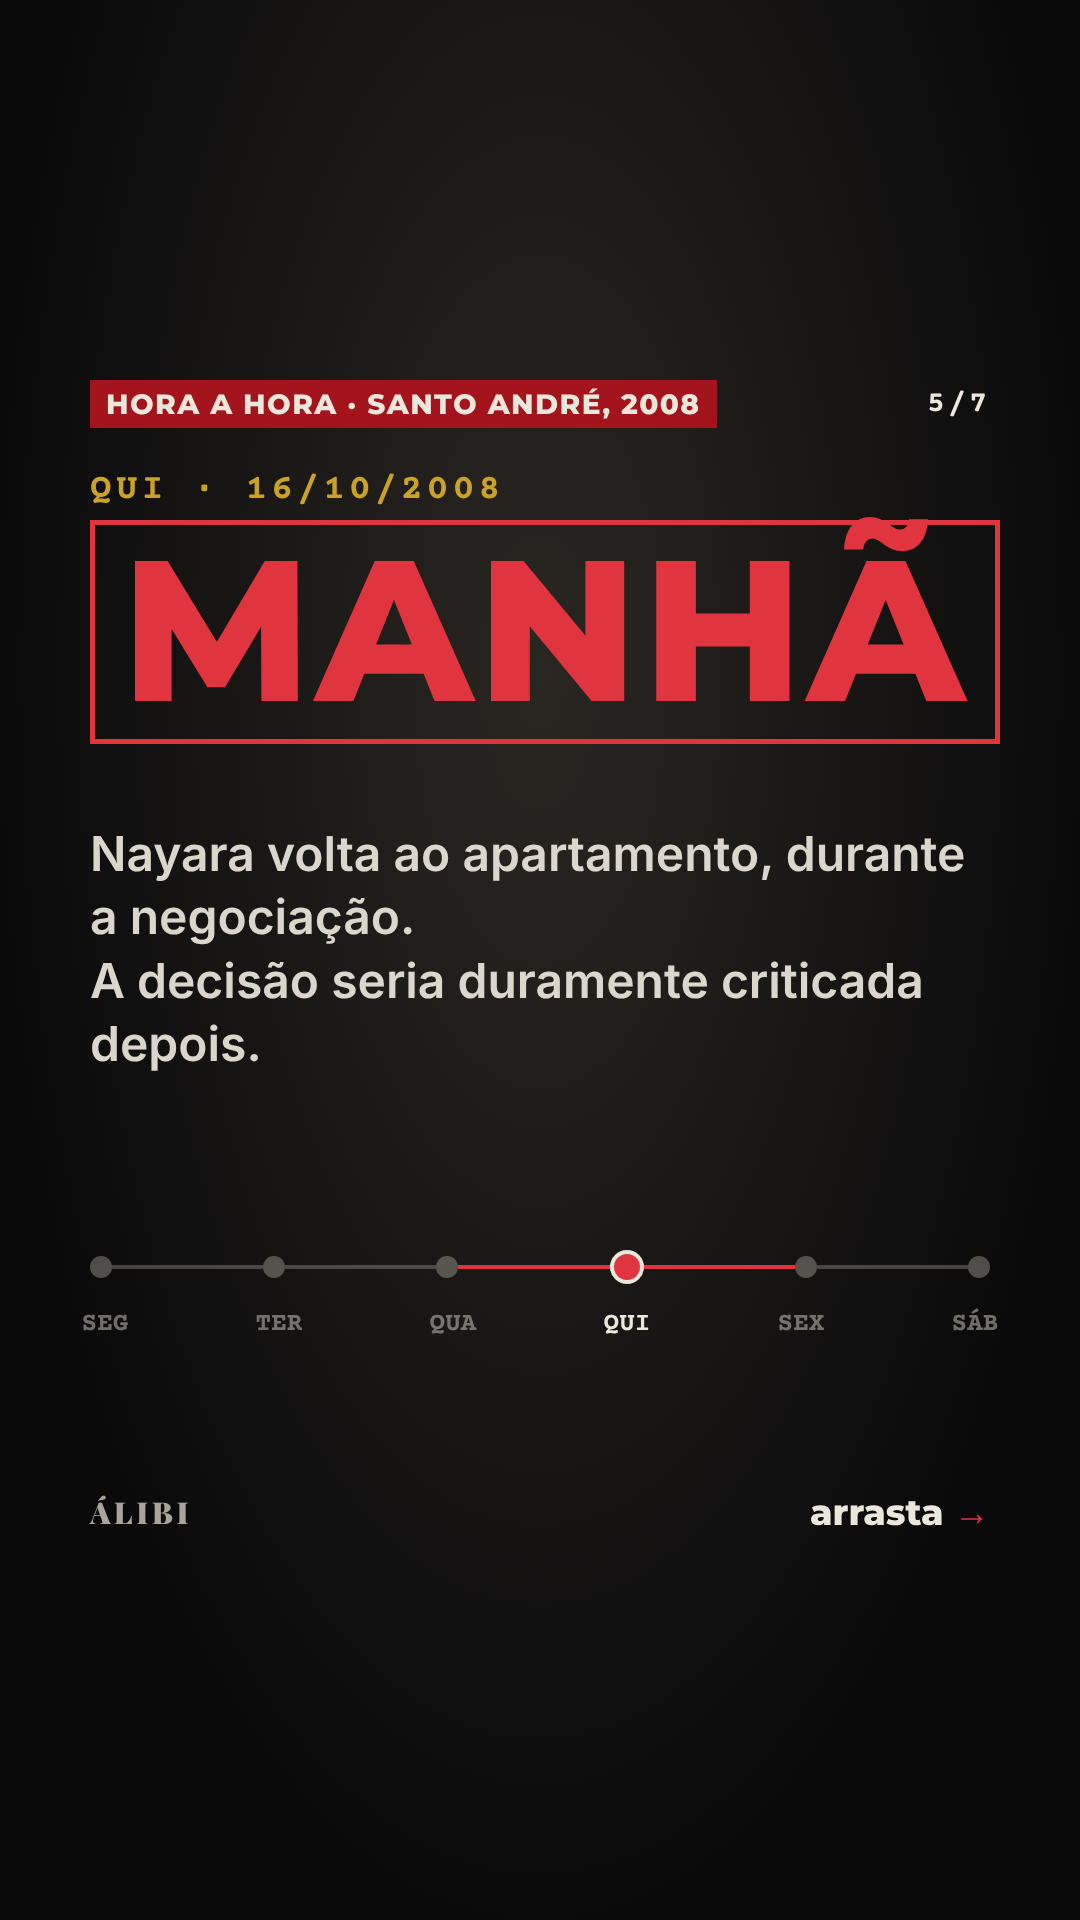 HORA A HORA · SANTO ANDRÉ, 2008
5/7
QUI · 16/10/2008
MANHÃ
Nayara volta ao apartamento, durante
a negociação.
A decisão seria duramente criticada
depois.
SEG TER QUA QUI SEX SÁB
ÁLIBI
arrasta →